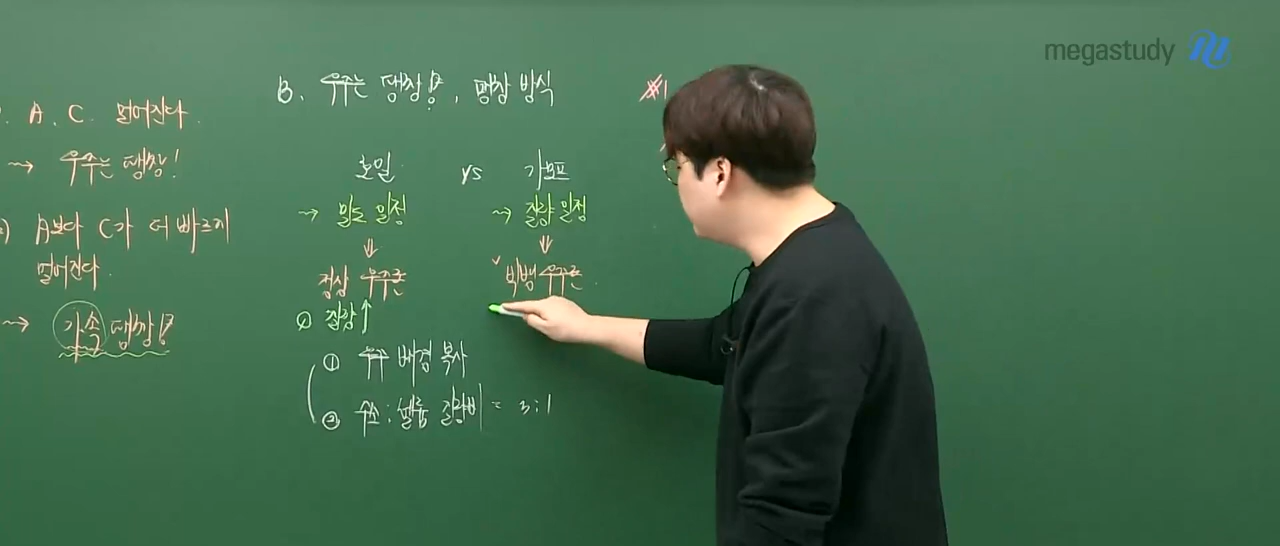 megastudy
A, C 멀어진다.
→ 우주는 팽창!
A보다 C가 더 빠르게
멀어진다.
→ 가속 팽창!
B. 우주는 팽창!, 팽창 방식
호일 vs 가모프
→ 밀도 일정 → 질량 일정
⇓ ⇓
정상 우주론 ✓빅뱅 우주론.
질량↑
① 우주 배경 복사
② 수소 : 헬륨 질량비 = 3:1